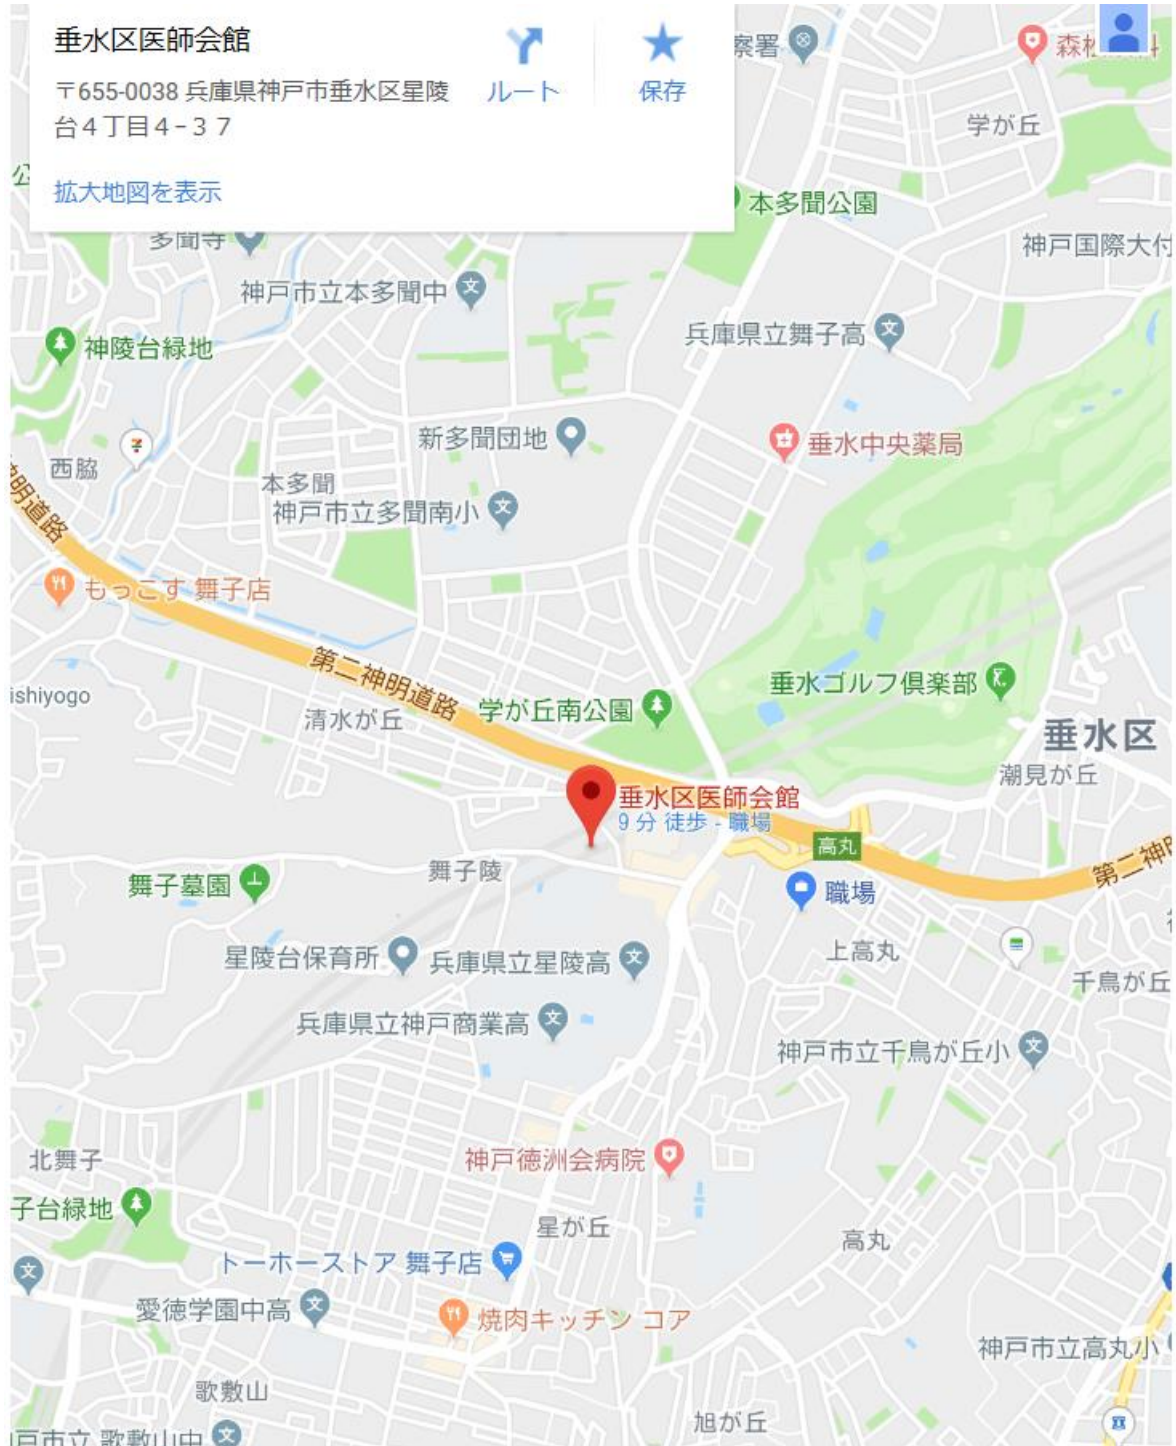 垂水区医師会館
ルート
保存
〒655-0038 兵庫県神戸市垂水区星陵
台４丁目４−３７
拡大地図を表示
察署
学が丘
本多聞公園
多聞寺
神戸国際大付
神戸市立本多聞中
兵庫県立舞子高
神陵台緑地
新多聞団地
垂水中央薬局
西脇
本多聞
神戸市立多聞南小
明道路
もっこす 舞子店
第二神明道路
垂水ゴルフ倶楽部
ishiyogo
清水が丘
学が丘南公園
垂水区
潮見が丘
垂水区医師会館
9 分 徒歩 - 職場
高丸
第二神明
舞子陵
舞子墓園
職場
星陵台保育所
兵庫県立星陵高
上高丸
千鳥が丘
兵庫県立神戸商業高
神戸市立千鳥が丘小
北舞子
神戸徳洲会病院
子台緑地
星が丘
高丸
トーホーストア 舞子店
愛徳学園中高
焼肉キッチン コア
神戸市立高丸小
歌敷山
旭が丘
戸市立 歌敷山中